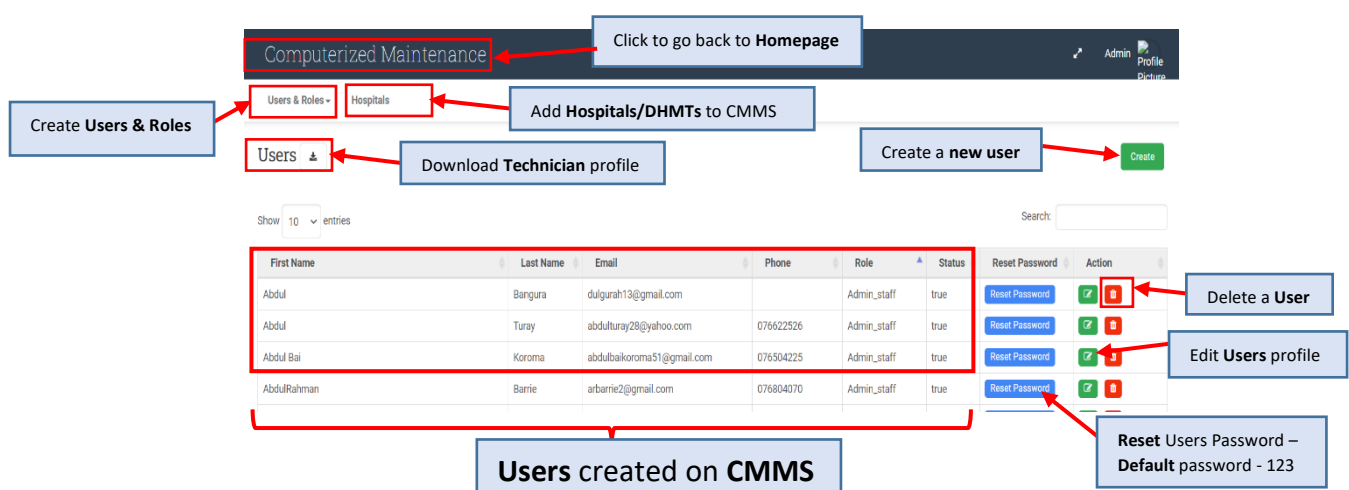 Click to go back to Homepage
Computerized Maintenance
Admin
Profile
Picture
Users & Roles
Hospitals
Create Users & Roles
Add Hospitals/DHMTs to CMMS
Users
Download Technician profile
Create a new user
Create
Show 10 entries
Search:
First Name Last Name Email Phone Role Status Reset Password Action
Abdul Bangura dulgurah13@gmail.com Admin_staff true Reset Password
Delete a User
Abdul Turay abdulturay28@yahoo.com 076622526 Admin_staff true Reset Password
Abdul Bai Koroma abdulbaikoroma51@gmail.com 076504225 Admin_staff true Reset Password
Edit Users profile
AbdulRahman Barrie arbarrie2@gmail.com 076804070 Admin_staff true Reset Password
Reset Users Password –
Default password - 123
Users created on CMMS